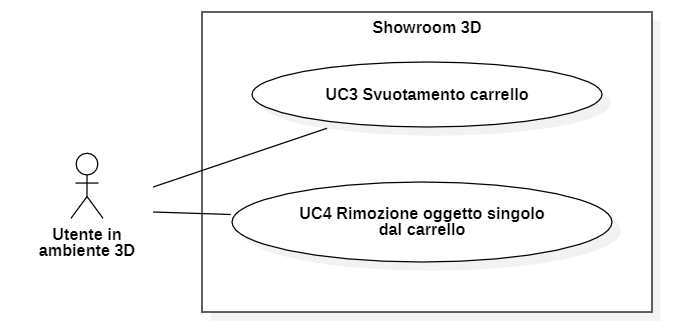 Showroom 3D
UC3 Svuotamento carrello
UC4 Rimozione oggetto singolo
dal carrello
Utente in
ambiente 3D